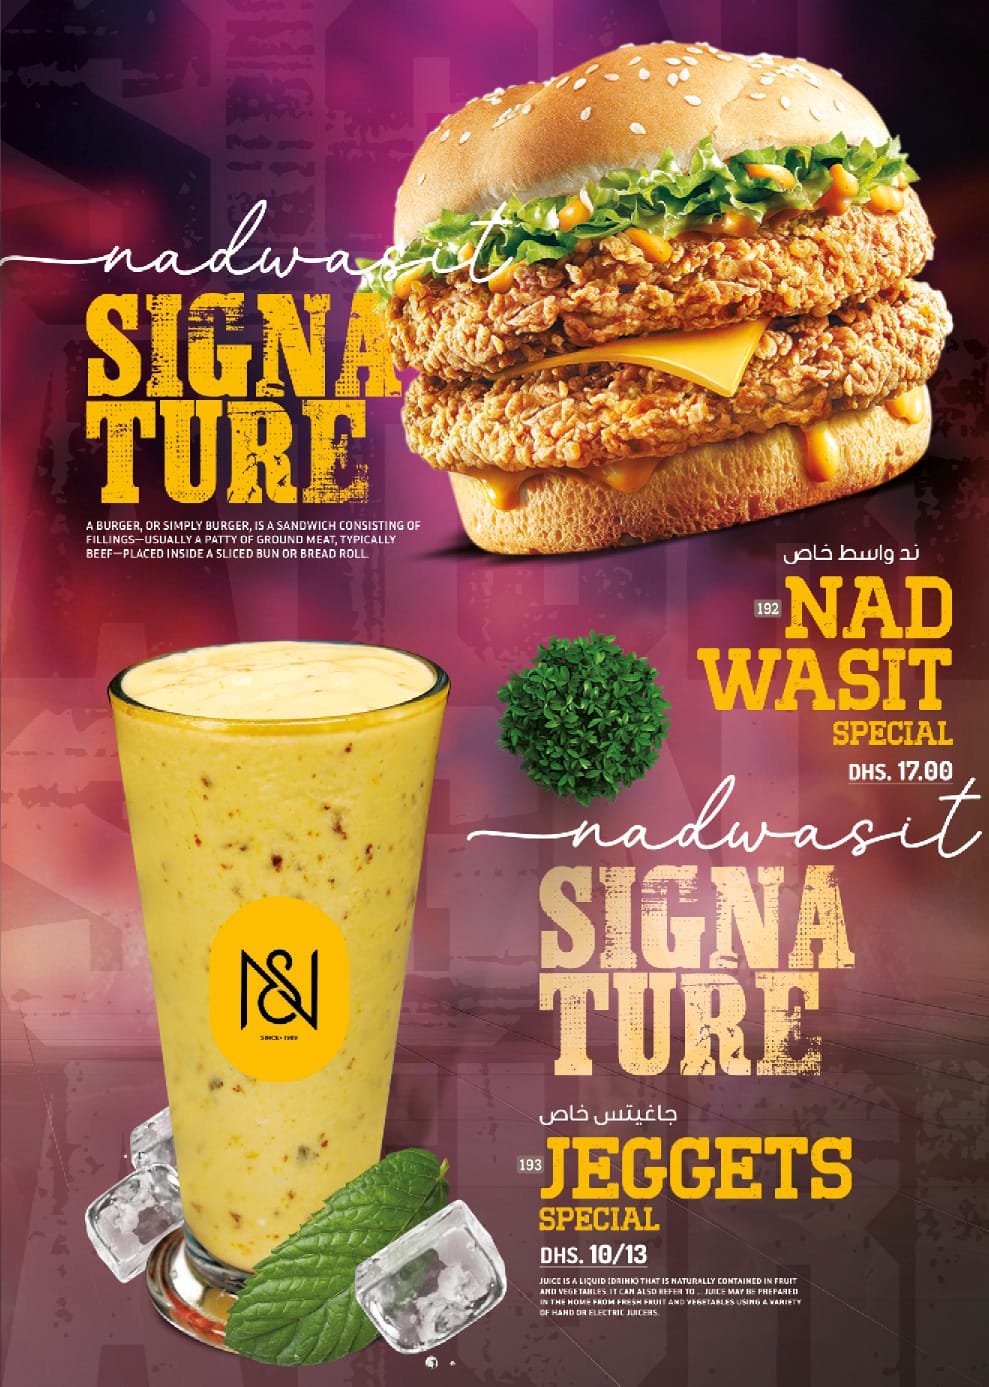 nadwasit
SIGNA
TURE
A BURGER, OR SIMPLY BURGER, IS A SANDWICH CONSISTING OF
FILLINGS—USUALLY A PATTY OF GROUND MEAT, TYPICALLY
BEEF—PLACED INSIDE A SLICED BUN OR BREAD ROLL.
ند واسط خاص
192 NAD
WASIT
SPECIAL
DHS. 17.00
nadwasit
SIGNA
TURE
N&N
SINCE-1989
جاغيتس خاص
193 JEGGETS
SPECIAL
DHS. 10/13
JUICE IS A LIQUID (DRINK) THAT IS NATURALLY CONTAINED IN FRUIT
AND VEGETABLES. IT CAN ALSO REFER TO ... JUICE MAY BE PREPARED
IN THE HOME FROM FRESH FRUIT AND VEGETABLES USING A VARIETY
OF HAND OR ELECTRIC JUICERS.